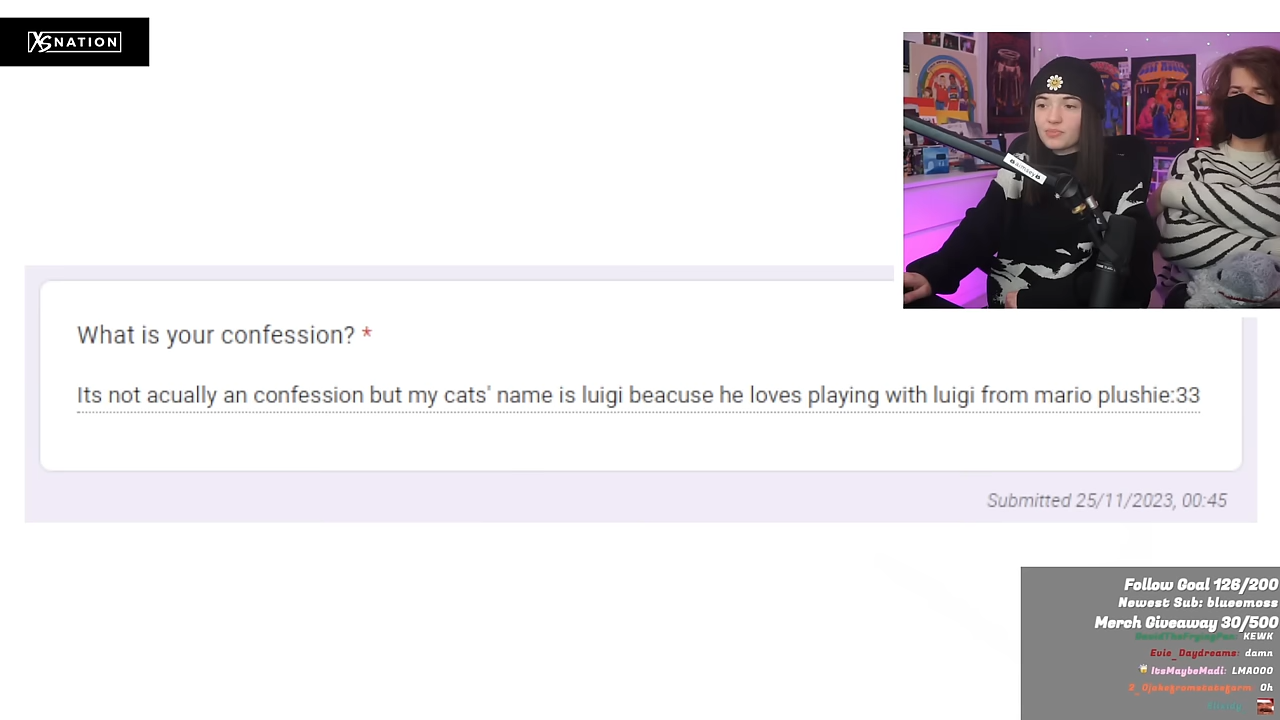 XSNATION
What is your confession? *
Its not acually an confession but my cats' name is luigi beacuse he loves playing with luigi from mario plushie:33
Submitted 25/11/2023, 00:45
Follow Goal 126/200
Newest Sub: blueemoss
Merch Giveaway 30/500
KEWK
Evie_Daydreams: damn
ItsMaybeMadi: LMAOOO
Oh